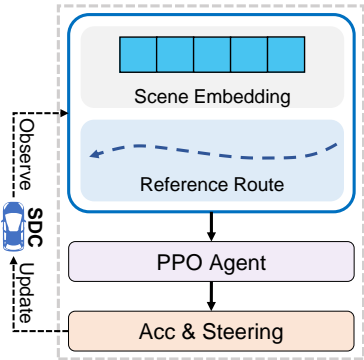 Scene Embedding
Reference Route
Observe
SDC
Update
PPO Agent
Acc & Steering